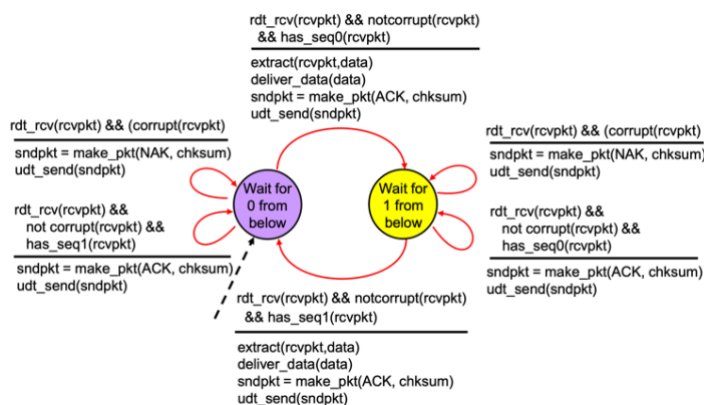 rdt_rcv(rcvpkt) && notcorrupt(rcvpkt)
&& has_seq0(rcvpkt)
extract(rcvpkt,data)
deliver_data(data)
sndpkt = make_pkt(ACK, chksum)
udt_send(sndpkt)
rdt_rcv(rcvpkt) && (corrupt(rcvpkt)
sndpkt = make_pkt(NAK, chksum)
udt_send(sndpkt)
rdt_rcv(rcvpkt) &&
not corrupt(rcvpkt) &&
has_seq1(rcvpkt)
sndpkt = make_pkt(ACK, chksum)
udt_send(sndpkt)
Wait for
0 from
below
Wait for
1 from
below
rdt_rcv(rcvpkt) && (corrupt(rcvpkt)
sndpkt = make_pkt(NAK, chksum)
udt_send(sndpkt)
rdt_rcv(rcvpkt) &&
not corrupt(rcvpkt) &&
has_seq0(rcvpkt)
sndpkt = make_pkt(ACK, chksum)
udt_send(sndpkt)
rdt_rcv(rcvpkt) && notcorrupt(rcvpkt)
&& has_seq1(rcvpkt)
extract(rcvpkt,data)
deliver_data(data)
sndpkt = make_pkt(ACK, chksum)
udt_send(sndpkt)